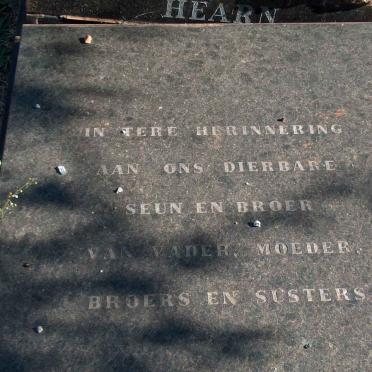 HEARN
IN TERE HERINNERING
AAN ONS DIERBARE
SEUN EN BROER
VAN VADER, MOEDER,
BROERS EN SUSTERS